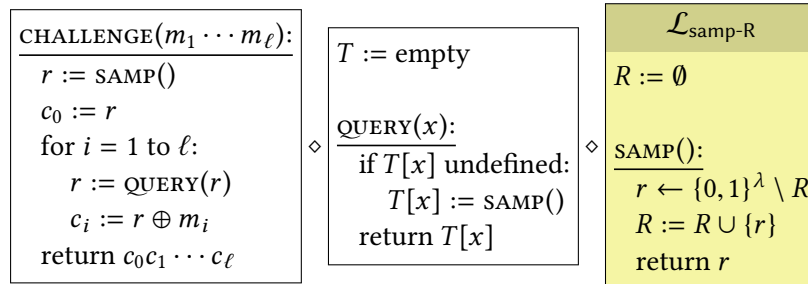 CHALLENGE(m₁ ⋯ m_ℓ):
r := SAMP()
c₀ := r
for i = 1 to ℓ:
r := QUERY(r)
cᵢ := r ⊕ mᵢ
return c₀c₁ ⋯ c_ℓ
⋄
T := empty
QUERY(x):
if T[x] undefined:
T[x] := SAMP()
return T[x]
⋄
𝓛samp-R
R := ∅
SAMP():
r ← {0, 1}^λ \ R
R := R ∪ {r}
return r